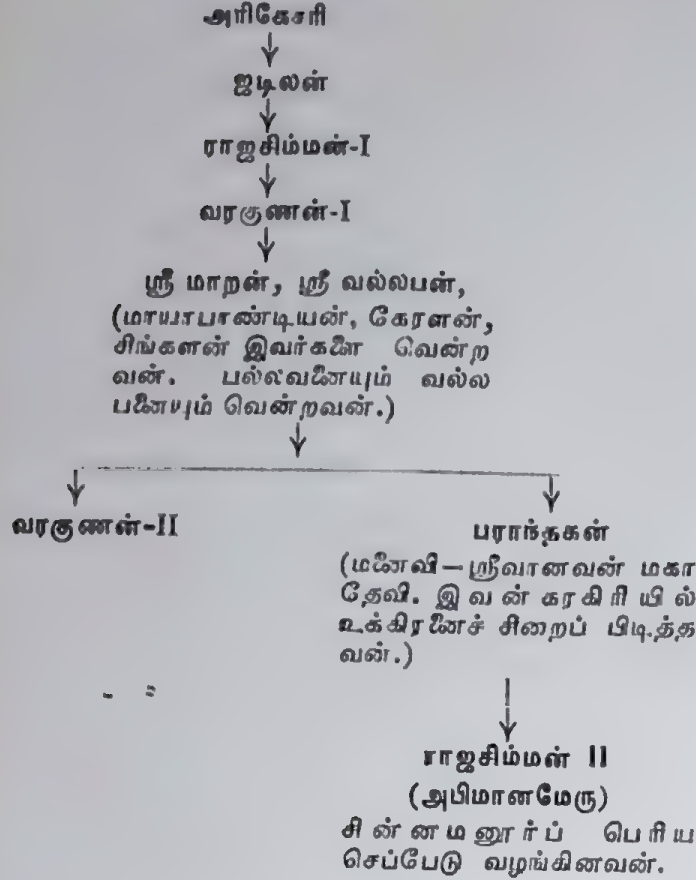 அரிகேசரி
ஜடிலன்
ராஜசிம்மன்-I
வரகுணன்-I
ஸ்ரீ மாறன், ஸ்ரீ வல்லபன்,
(மாயாபாண்டியன், கேரளன்,
சிங்களன் இவர்களை வென்ற
வன். பல்லவனையும் வல்ல
பனையும் வென்றவன்.)
வரகுணன்-II
பராந்தகன்
(மனைவி—ஸ்ரீவானவன் மகா
தேவி. இவன் கரகிரியில்
உக்கிரனைச் சிறைப் பிடித்த
வன்.)
ராஜசிம்மன் II
(அபிமானமேரு)
சின்னமனூர்ப் பெரிய
செப்பேடு வழங்கினவன்.